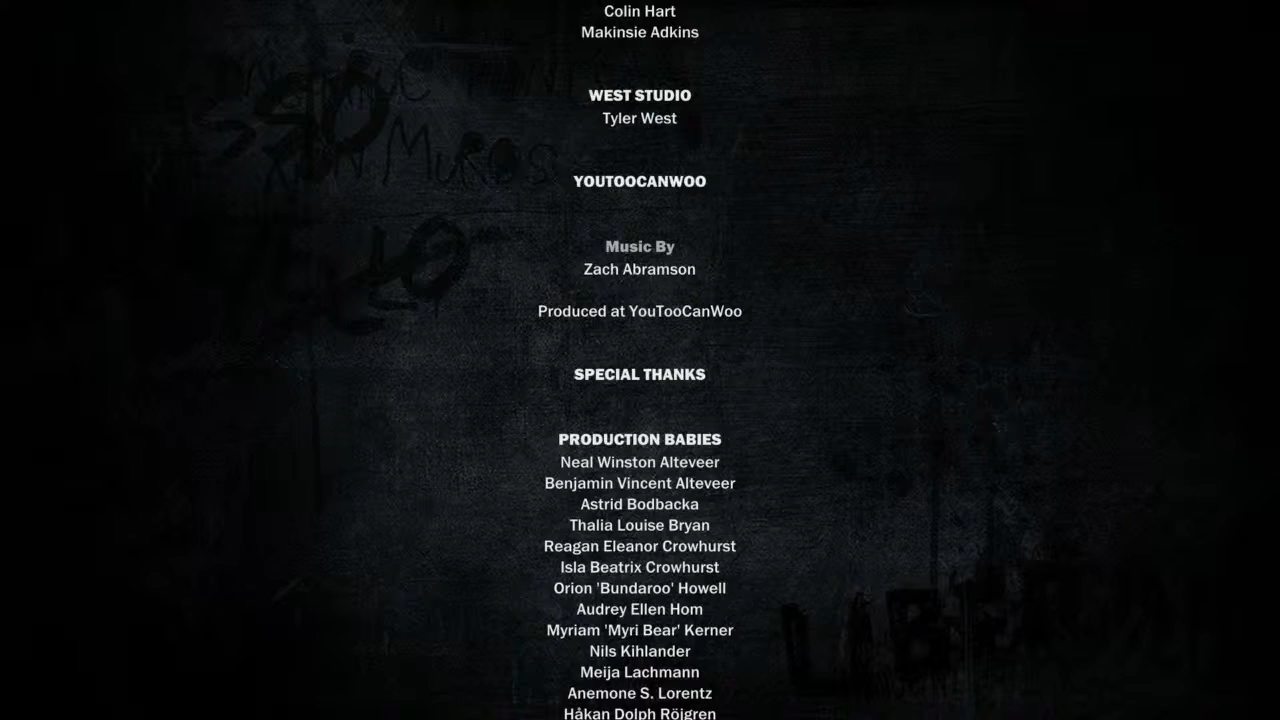 Colin Hart
Makinsie Adkins
WEST STUDIO
Tyler West
YOUTOOCANWOO
Music By
Zach Abramson
Produced at YouTooCanWoo
SPECIAL THANKS
PRODUCTION BABIES
Neal Winston Alteveer
Benjamin Vincent Alteveer
Astrid Bodbacka
Thalia Louise Bryan
Reagan Eleanor Crowhurst
Isla Beatrix Crowhurst
Orion 'Bundaroo' Howell
Audrey Ellen Hom
Myriam 'Myri Bear' Kerner
Nils Kihlander
Meija Lachmann
Anemone S. Lorentz
Håkan Dolph Röjgren